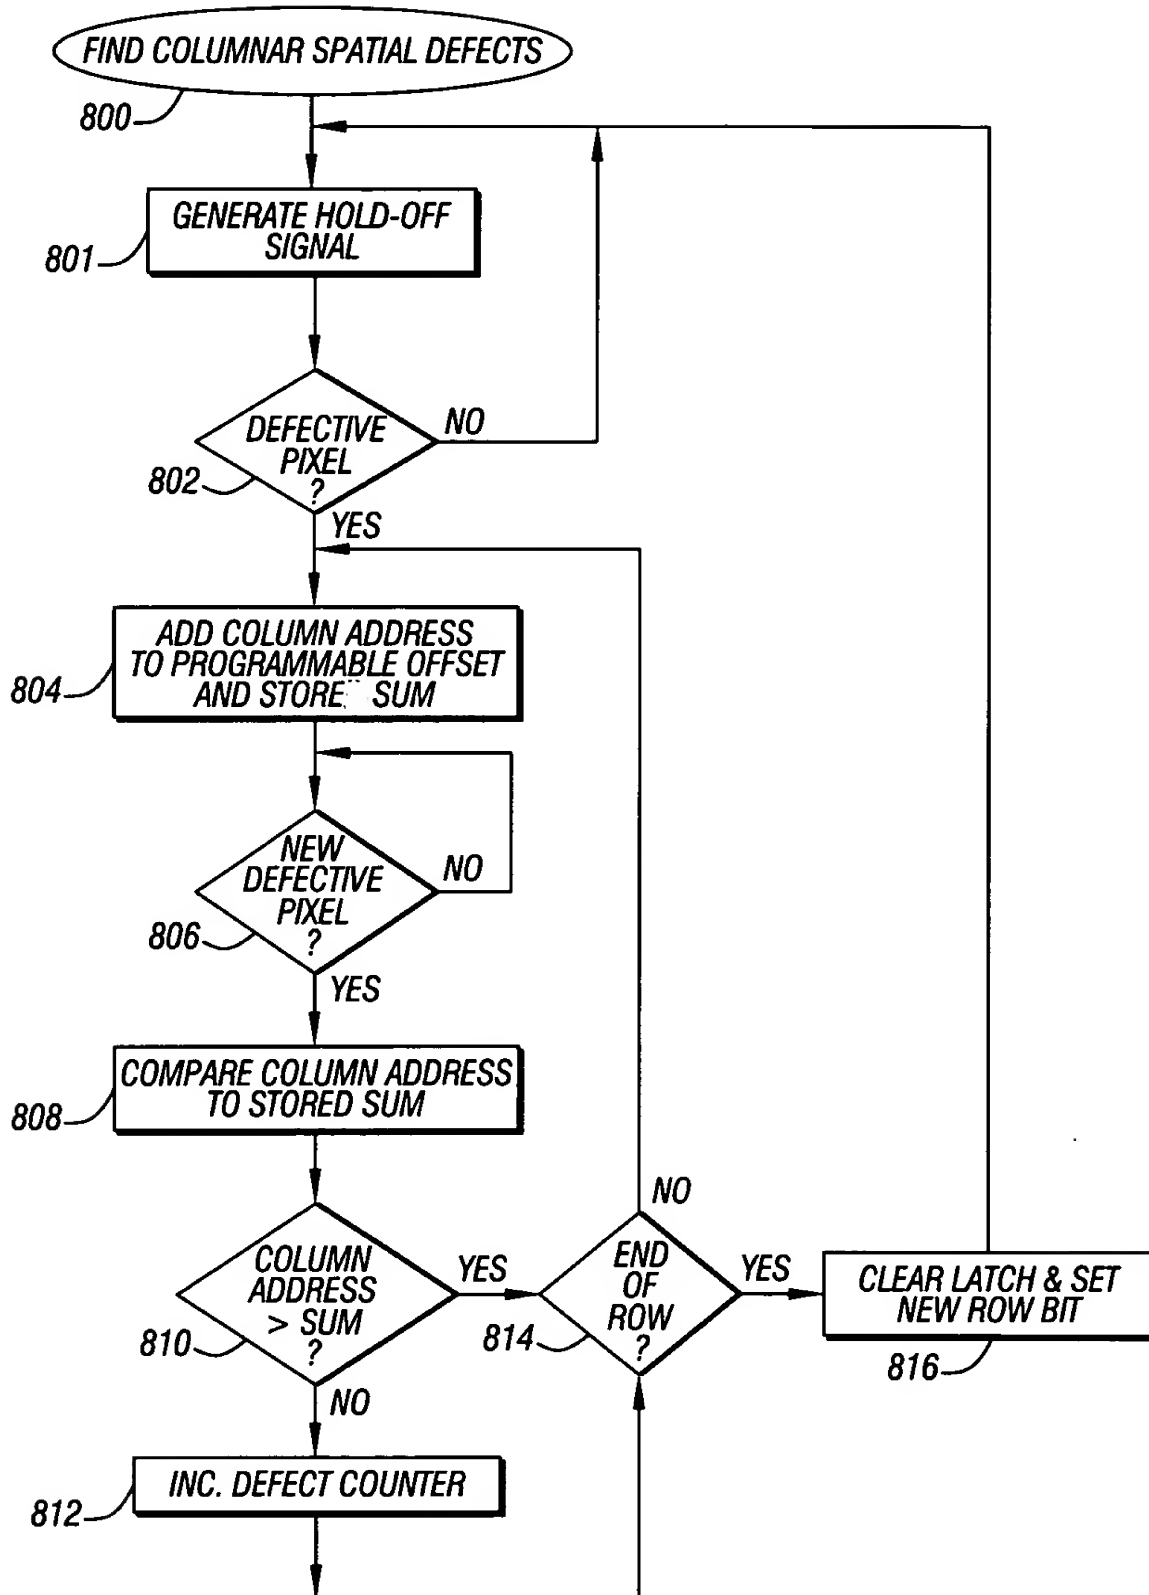 FIND COLUMNAR SPATIAL DEFECTS
800
GENERATE HOLD-OFF
SIGNAL
801
DEFECTIVE
PIXEL
?
802
NO
YES
ADD COLUMN ADDRESS
TO PROGRAMMABLE OFFSET
AND STORE SUM
804
NEW
DEFECTIVE
PIXEL
?
806
NO
YES
COMPARE COLUMN ADDRESS
TO STORED SUM
808
COLUMN
ADDRESS
> SUM
?
810
YES
NO
END
OF
ROW
?
814
NO
YES
CLEAR LATCH & SET
NEW ROW BIT
816
INC. DEFECT COUNTER
812